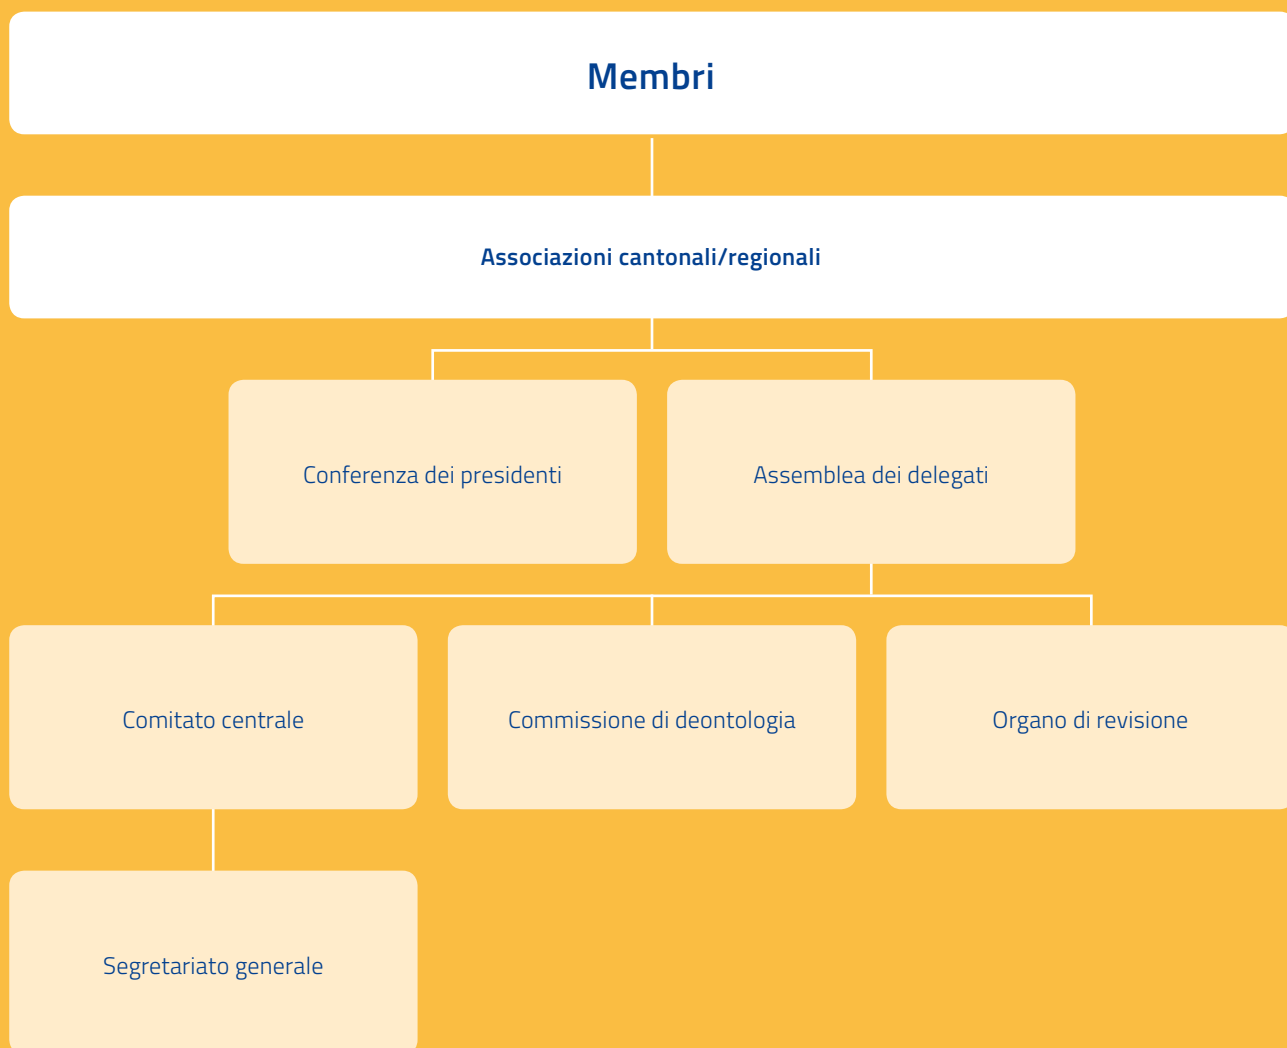 Membri
Associazioni cantonali/regionali
Conferenza dei presidenti
Assemblea dei delegati
Comitato centrale
Commissione di deontologia
Organo di revisione
Segretariato generale